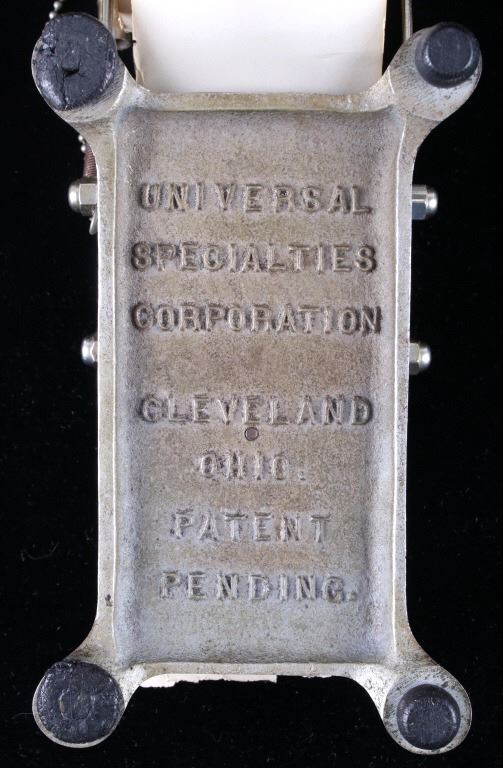 UNIVERSAL
SPECIALTIES
CORPORATION
CLEVELAND
OHIO.
PATENT
PENDING.